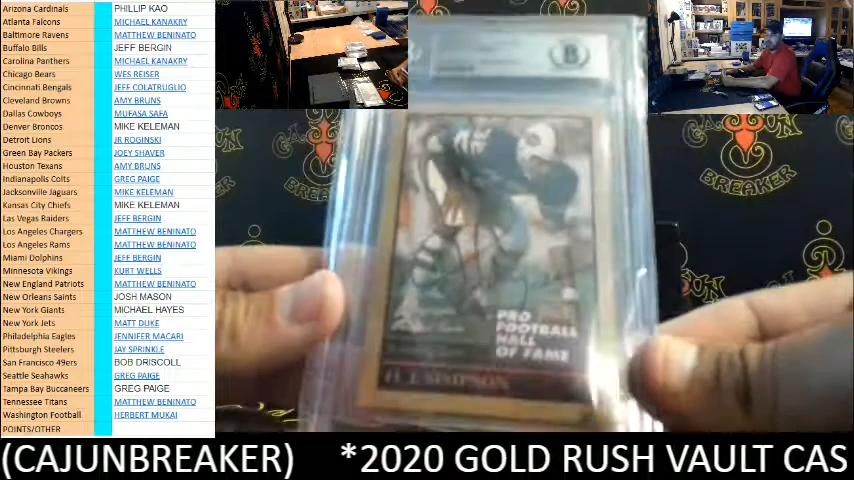 Arizona Cardinals PHILLIP KAO
Atlanta Falcons MICHAEL KANAKRY
Baltimore Ravens MATTHEW BENINATO
Buffalo Bills JEFF BERGIN
Carolina Panthers MICHAEL KANAKRY
Chicago Bears WES REISER
Cincinnati Bengals JEFF COLATRUGLIO
Cleveland Browns AMY BRUNS
Dallas Cowboys MUFASA SAFA
Denver Broncos MIKE KELEMAN
Detroit Lions JR ROGINSKI
Green Bay Packers JOEY SHAVER
Houston Texans AMY BRUNS
Indianapolis Colts GREG PAIGE
Jacksonville Jaguars MIKE KELEMAN
Kansas City Chiefs MIKE KELEMAN
Las Vegas Raiders JEFF BERGIN
Los Angeles Chargers MATTHEW BENINATO
Los Angeles Rams MATTHEW BENINATO
Miami Dolphins JEFF BERGIN
Minnesota Vikings KURT WELLS
New England Patriots MATTHEW BENINATO
New Orleans Saints JOSH MASON
New York Giants MICHAEL HAYES
New York Jets MATT DUKE
Philadelphia Eagles JENNIFER MACARI
Pittsburgh Steelers JAY SPRINKLE
San Francisco 49ers BOB DRISCOLL
Seattle Seahawks GREG PAIGE
Tampa Bay Buccaneers GREG PAIGE
Tennessee Titans MATTHEW BENINATO
Washington Football HERBERT MUKAI
POINTS/OTHER
B
PRO
FOOTBALL
HALL
OF FAME
O. J. SIMPSON
CAJUN
BREAKER
BREAKER
(CAJUNBREAKER) *2020 GOLD RUSH VAULT CAS